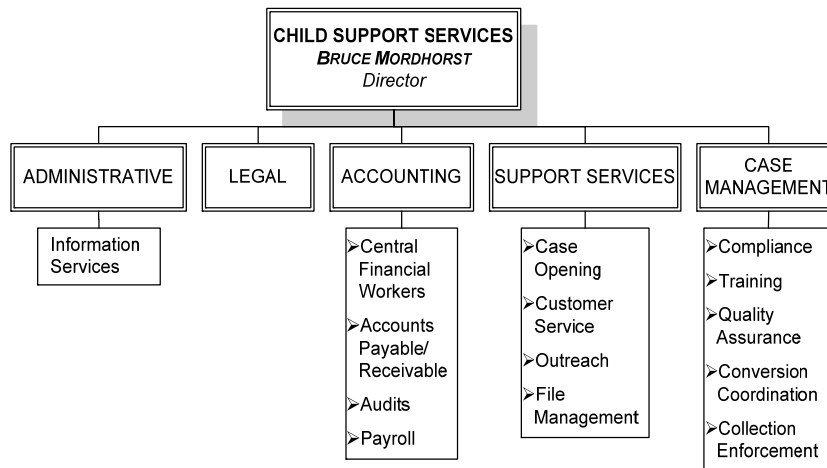 CHILD SUPPORT SERVICES
BRUCE MORDHORST
Director
ADMINISTRATIVE
LEGAL
ACCOUNTING
SUPPORT SERVICES
CASE
MANAGEMENT
Information
Services
➢Central
Financial
Workers
➢Accounts
Payable/
Receivable
➢Audits
➢Payroll
➢Case
Opening
➢Customer
Service
➢Outreach
➢File
Management
➢Compliance
➢Training
➢Quality
Assurance
➢Conversion
Coordination
➢Collection
Enforcement